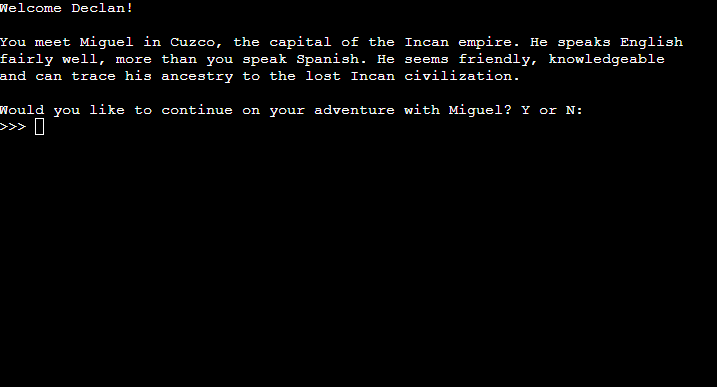 Welcome Declan!
You meet Miguel in Cuzco, the capital of the Incan empire. He speaks English
fairly well, more than you speak Spanish. He seems friendly, knowledgeable
and can trace his ancestry to the lost Incan civilization.
Would you like to continue on your adventure with Miguel? Y or N:
>>>